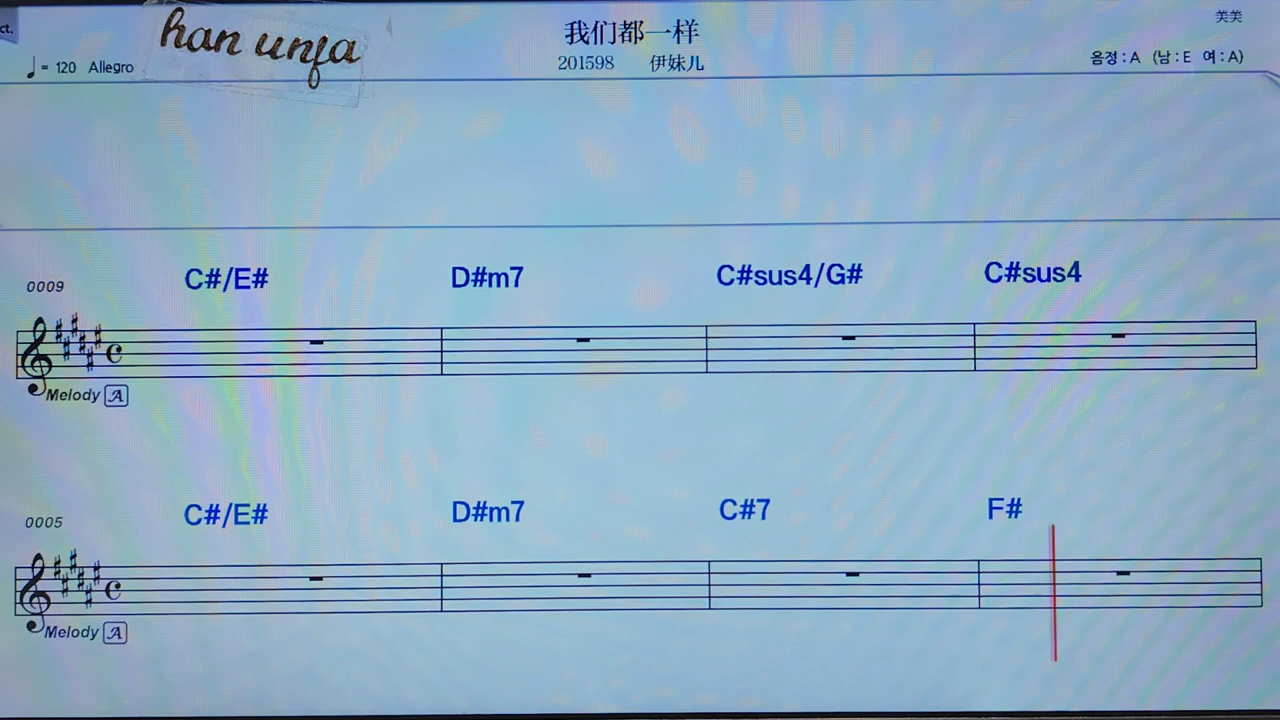 ct.
han unfa
我们都一样
美美
♩= 120 Allegro
201598 伊妹儿
음정 : A (남 : E 여 : A)
0009
C#/E# D#m7 C#sus4/G# C#sus4
Melody A
0005
C#/E# D#m7 C#7 F#
Melody A